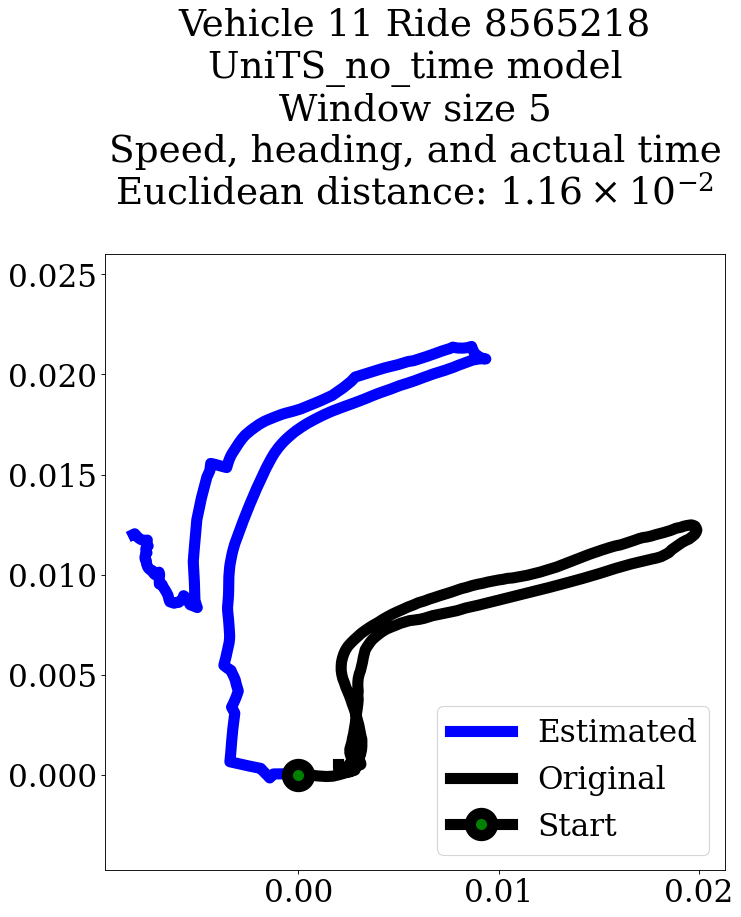 Vehicle 11 Ride 8565218
UniTS_no_time model
Window size 5
Speed, heading, and actual time
Euclidean distance: 1.16 × 10⁻²
0.025
0.020
0.015
0.010
0.005
0.000
Estimated
Original
Start
0.00 0.01 0.02